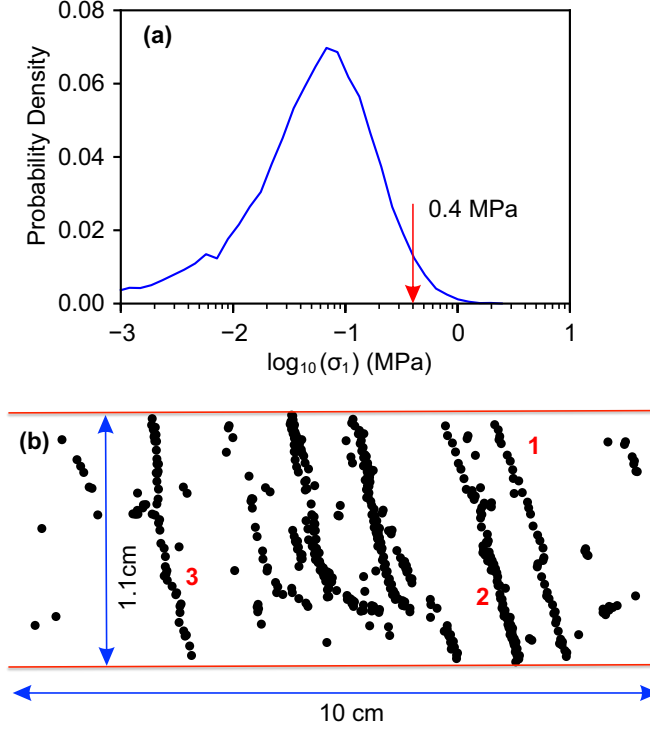 0.08
(a)
0.06
0.04
0.02
0.00
Probability Density
0.4 MPa
−3
−2
−1
0
1
log₁₀(σ₁) (MPa)
(b)
1
1.1cm
3
2
10 cm